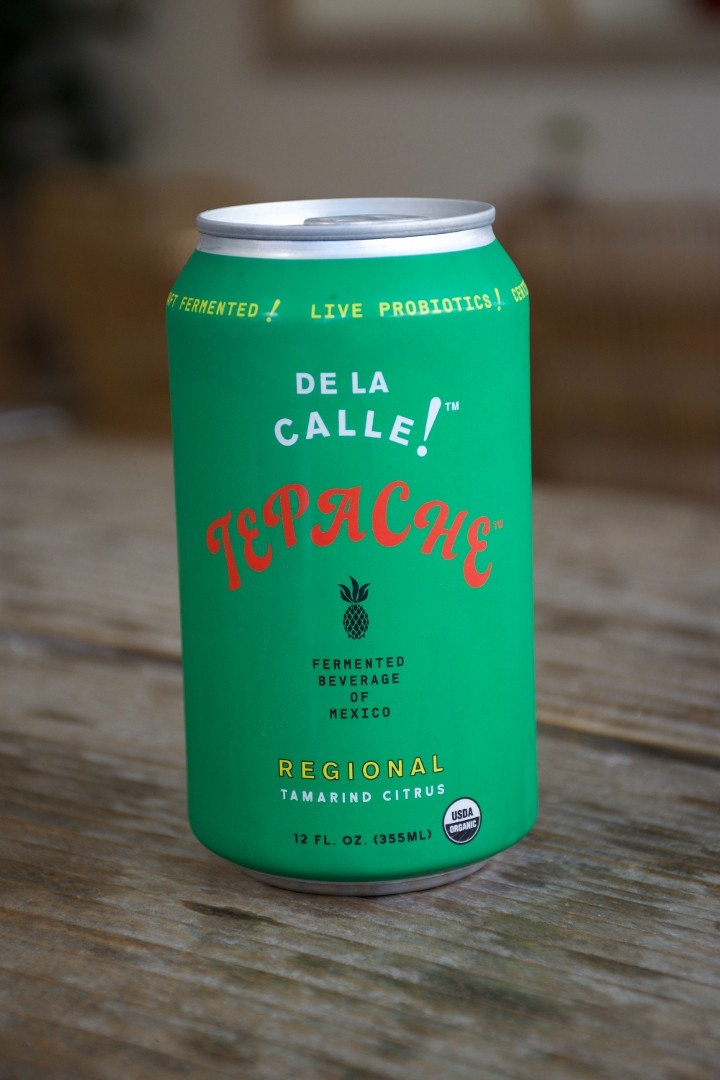 FERMENTED! LIVE PROBIOTICS!
DE LA
CALLE!™
TEPACHE™
FERMENTED
BEVERAGE
OF
MEXICO
REGIONAL
TAMARIND CITRUS
12 FL. OZ. (355ML)
USDA
ORGANIC